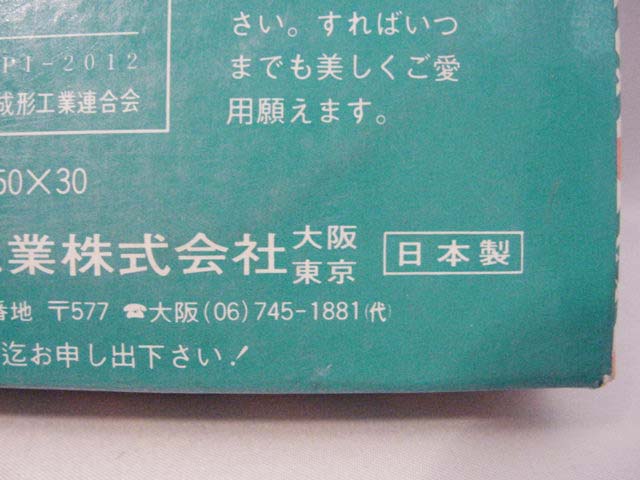 さい。すればいつ
までも美しくご愛
用願えます。
PI-2012
成形工業連合会
50×30
工業株式会社 大阪 東京 日本製
番地 〒577 ☎大阪(06)745-1881(代)
迄お申し出下さい!